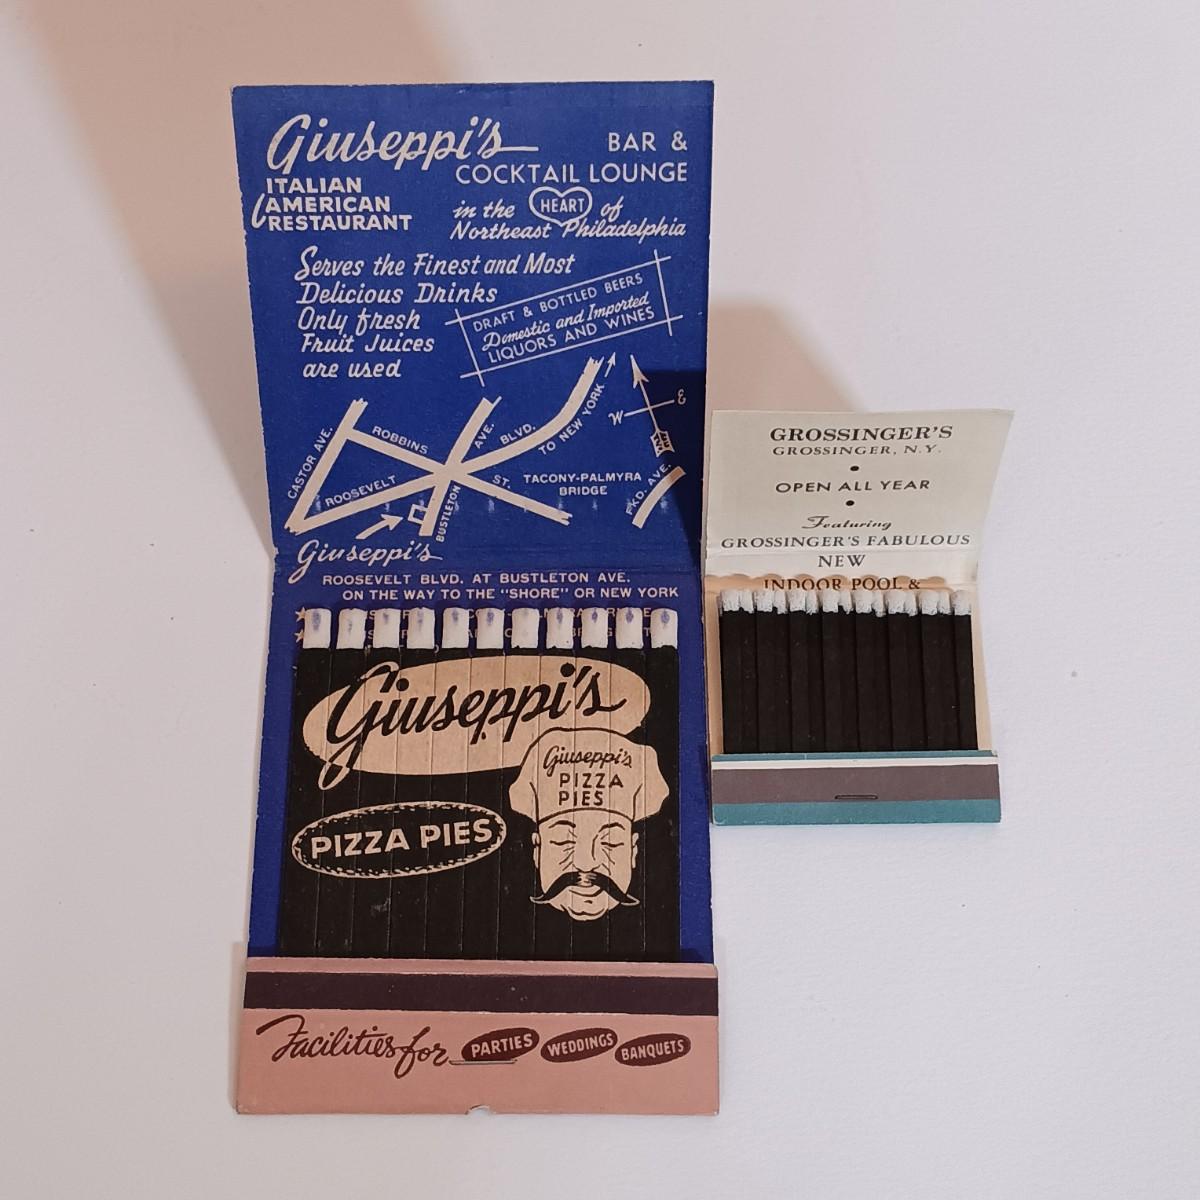 Giuseppi's
ITALIAN
AMERICAN
RESTAURANT
BAR &
COCKTAIL LOUNGE
in the HEART of
Northeast Philadelphia
Serves the Finest and Most
Delicious Drinks
Only fresh
Fruit Juices
are used
DRAFT & BOTTLED BEERS
Domestic and Imported
LIQUORS AND WINES
CASTOR AVE.
ROBBINS
ROOSEVELT
BUSTLETON
AVE.
BLVD.
TO NEW YORK
ST.
TACONY-PALMYRA
BRIDGE
FKD. AVE.
W
E
Giuseppi's
ROOSEVELT BLVD. AT BUSTLETON AVE.
ON THE WAY TO THE "SHORE" OR NEW YORK
Giuseppi's
Giuseppi's
PIZZA
PIES
PIZZA PIES
Facilities for PARTIES WEDDINGS BANQUETS
GROSSINGER'S
GROSSINGER, N.Y.
•
OPEN ALL YEAR
•
Featuring
GROSSINGER'S FABULOUS
NEW
INDOOR POOL &